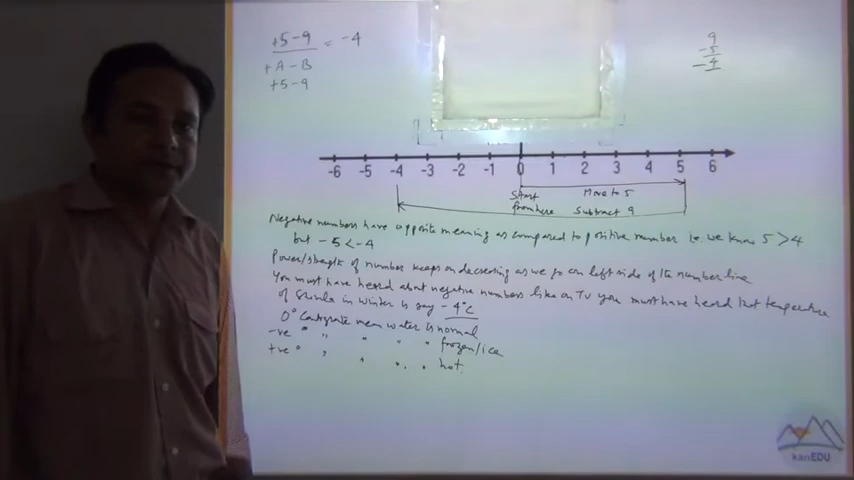 +5-9 = -4
+A-B
+5-9
9
-5
-4
-6 -5 -4 -3 -2 -1 0 1 2 3 4 5 6
Start from here
Move to 5
Subtract 9
Negative numbers have opposite meaning as compared to positive number i.e. we know 5 > 4
but -5 < -4
Power/strength of number keeps on decreasing as we go on left side of the number line
You must have heard about negative numbers like on TV you must have heard that temperature
of Shimla in winter is say -4°C
0° Centigrate mean water is normal
-ve ° " " " " frozen/ice
+ve ° " " " " hot.
kanEDU